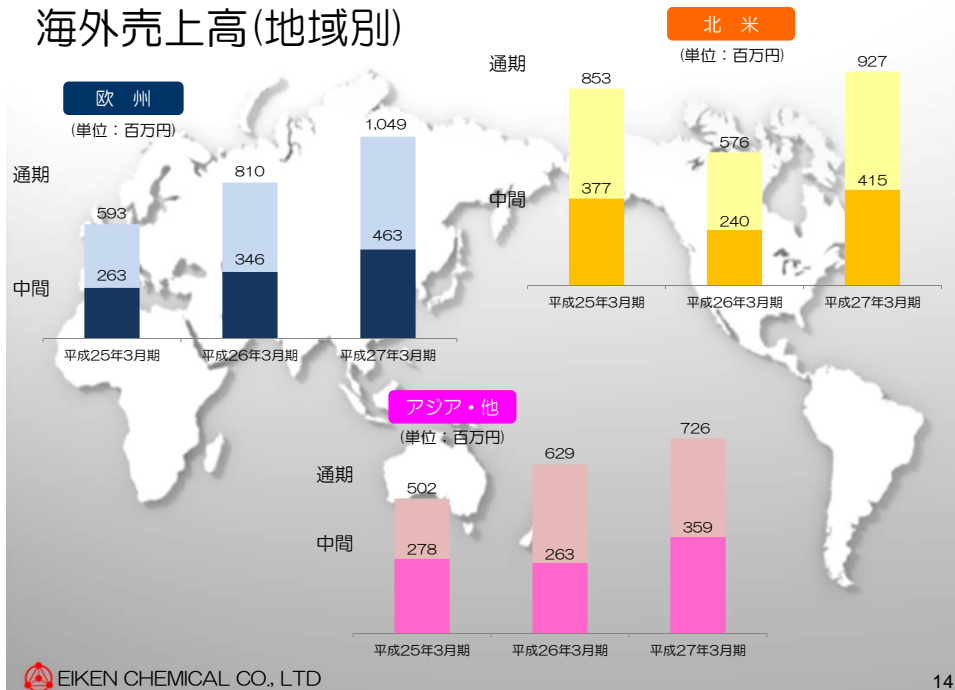 海外売上高(地域別)
欧 州
(単位：百万円)
通期
中間
593
810
1,049
263
346
463
平成25年3月期
平成26年3月期
平成27年3月期
北 米
(単位：百万円)
通期
中間
853
576
927
377
240
415
平成25年3月期
平成26年3月期
平成27年3月期
アジア・他
(単位：百万円)
通期
中間
502
629
726
278
263
359
平成25年3月期
平成26年3月期
平成27年3月期
EIKEN CHEMICAL CO., LTD
14